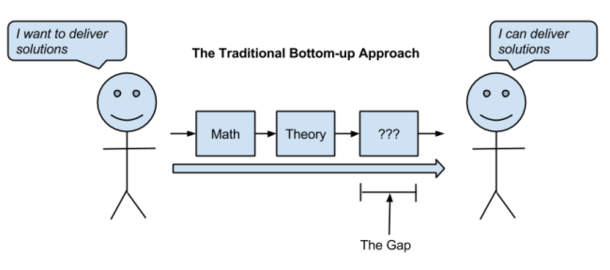 I want to deliver
solutions
I can deliver
solutions
The Traditional Bottom-up Approach
Math
Theory
???
The Gap